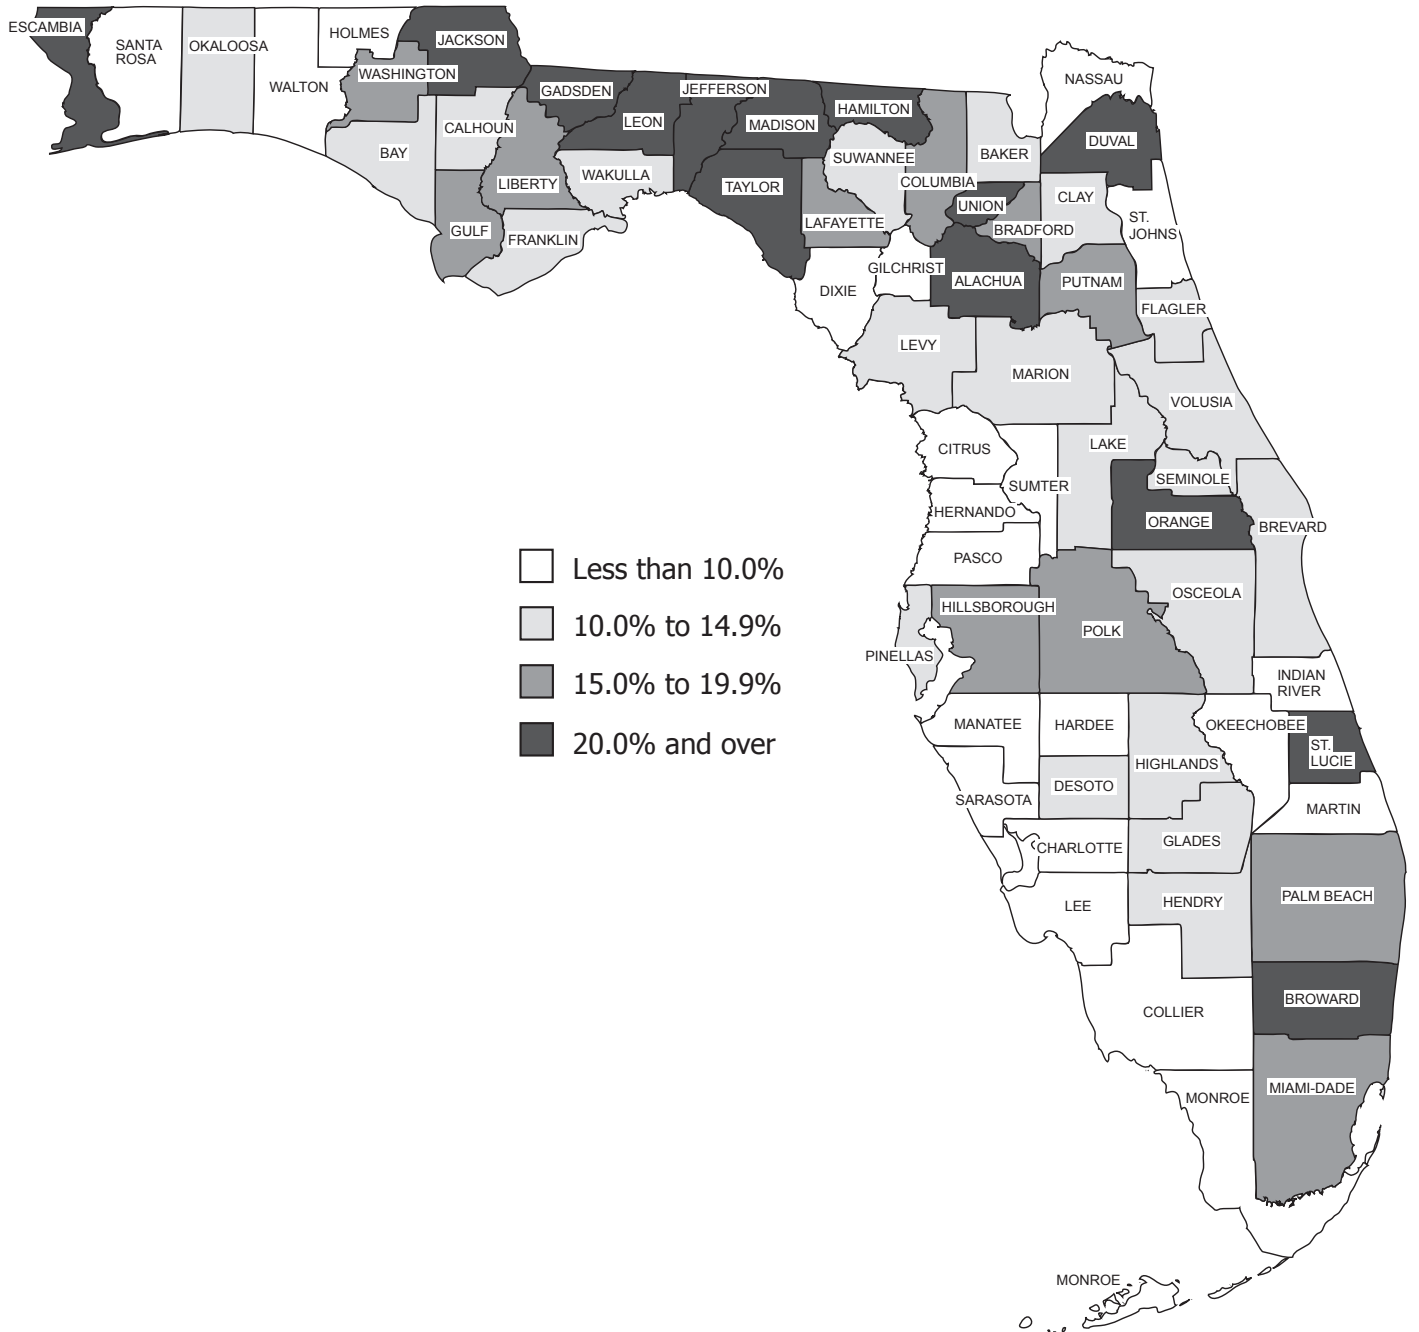 ESCAMBIA
SANTA
ROSA
OKALOOSA
WALTON
HOLMES
WASHINGTON
JACKSON
BAY
CALHOUN
GULF
LIBERTY
GADSDEN
LEON
WAKULLA
FRANKLIN
JEFFERSON
MADISON
TAYLOR
HAMILTON
SUWANNEE
LAFAYETTE
COLUMBIA
BAKER
UNION
BRADFORD
NASSAU
DUVAL
CLAY
ST.
JOHNS
DIXIE
GILCHRIST
ALACHUA
PUTNAM
FLAGLER
LEVY
MARION
VOLUSIA
CITRUS
SUMTER
LAKE
SEMINOLE
ORANGE
BREVARD
HERNANDO
PASCO
PINELLAS
HILLSBOROUGH
POLK
OSCEOLA
INDIAN
RIVER
MANATEE
HARDEE
HIGHLANDS
OKEECHOBEE
ST.
LUCIE
SARASOTA
DESOTO
MARTIN
CHARLOTTE
GLADES
LEE
HENDRY
PALM BEACH
COLLIER
BROWARD
MONROE
MIAMI-DADE
MONROE
Less than 10.0%
10.0% to 14.9%
15.0% to 19.9%
20.0% and over